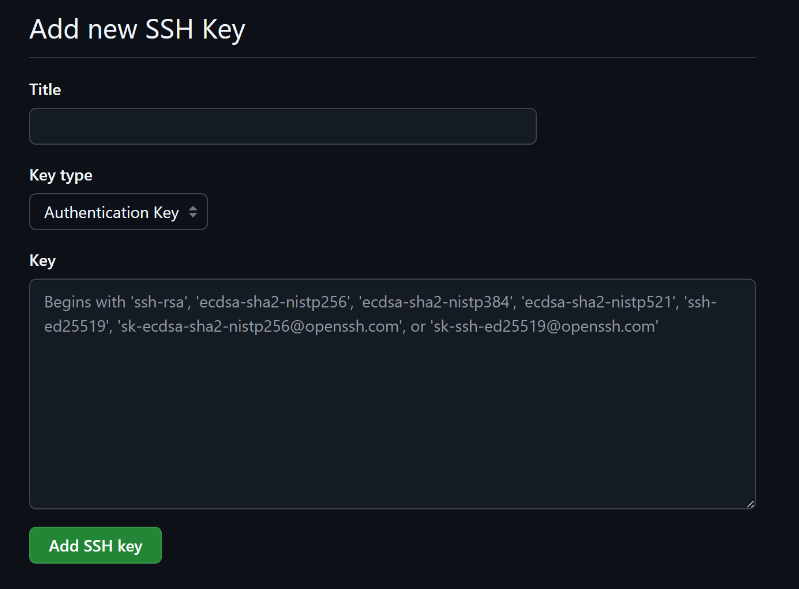 Add new SSH Key
Title
Key type
Authentication Key
Key
Begins with 'ssh-rsa', 'ecdsa-sha2-nistp256', 'ecdsa-sha2-nistp384', 'ecdsa-sha2-nistp521', 'ssh-
ed25519', 'sk-ecdsa-sha2-nistp256@openssh.com', or 'sk-ssh-ed25519@openssh.com'
Add SSH key